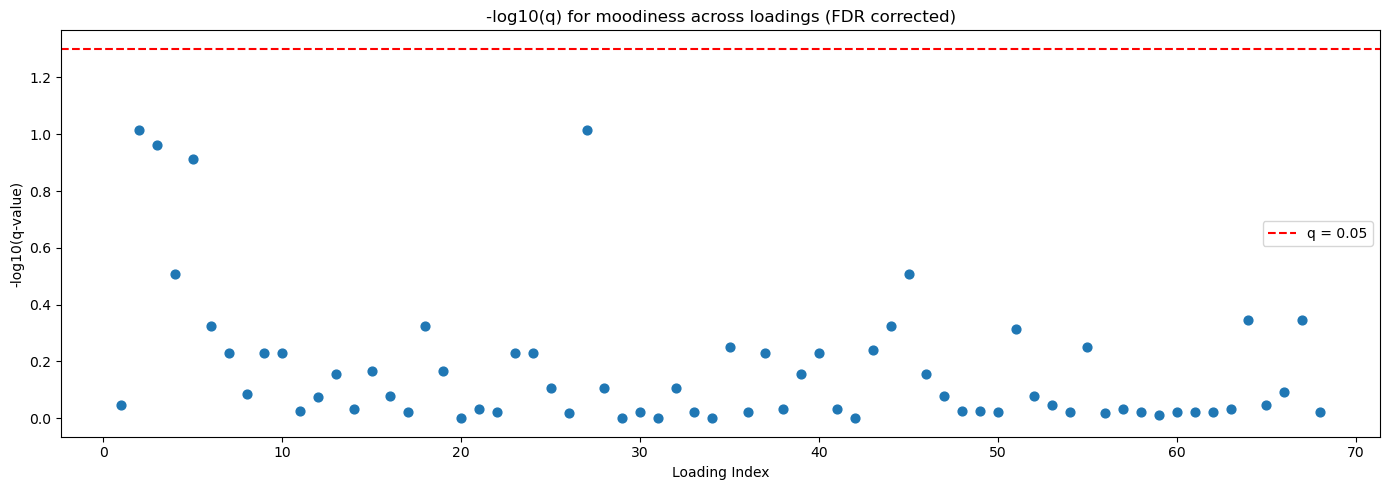 -log10(q) for moodiness across loadings (FDR corrected)
-log10(q-value)
1.2
1.0
0.8
0.6
0.4
0.2
0.0
q = 0.05
0 10 20 30 40 50 60 70
Loading Index